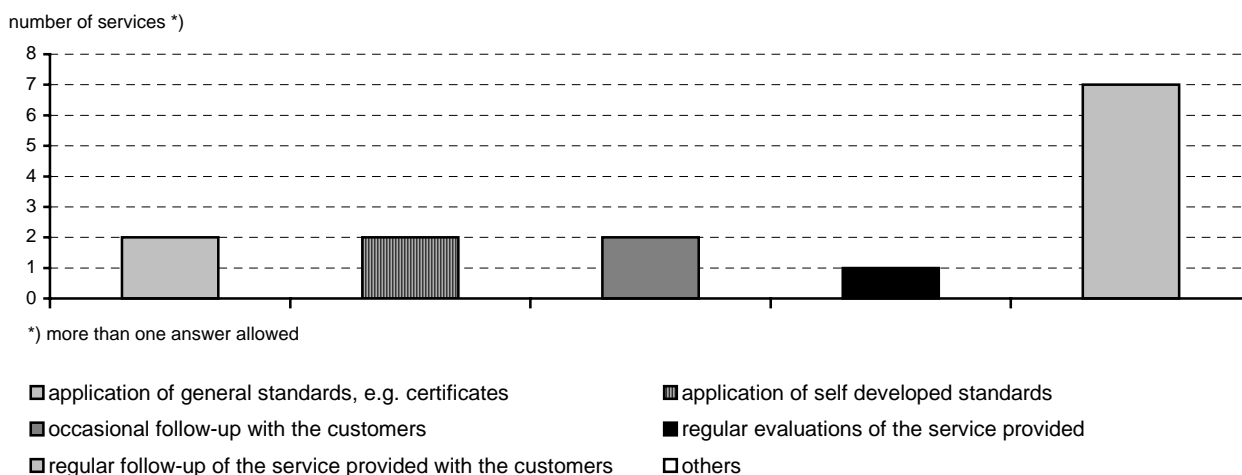 number of services *)
8
7
6
5
4
3
2
1
0
*) more than one answer allowed
application of general standards, e.g. certificates
application of self developed standards
occasional follow-up with the customers
regular evaluations of the service provided
regular follow-up of the service provided with the customers
others